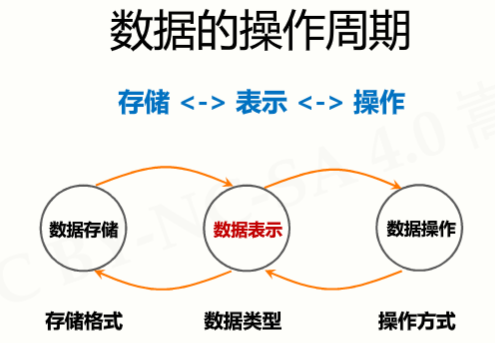 数据的操作周期
存储 <-> 表示 <-> 操作
数据存储 数据表示 数据操作
存储格式 数据类型 操作方式
C BY-NC-SA 4.0 嵩